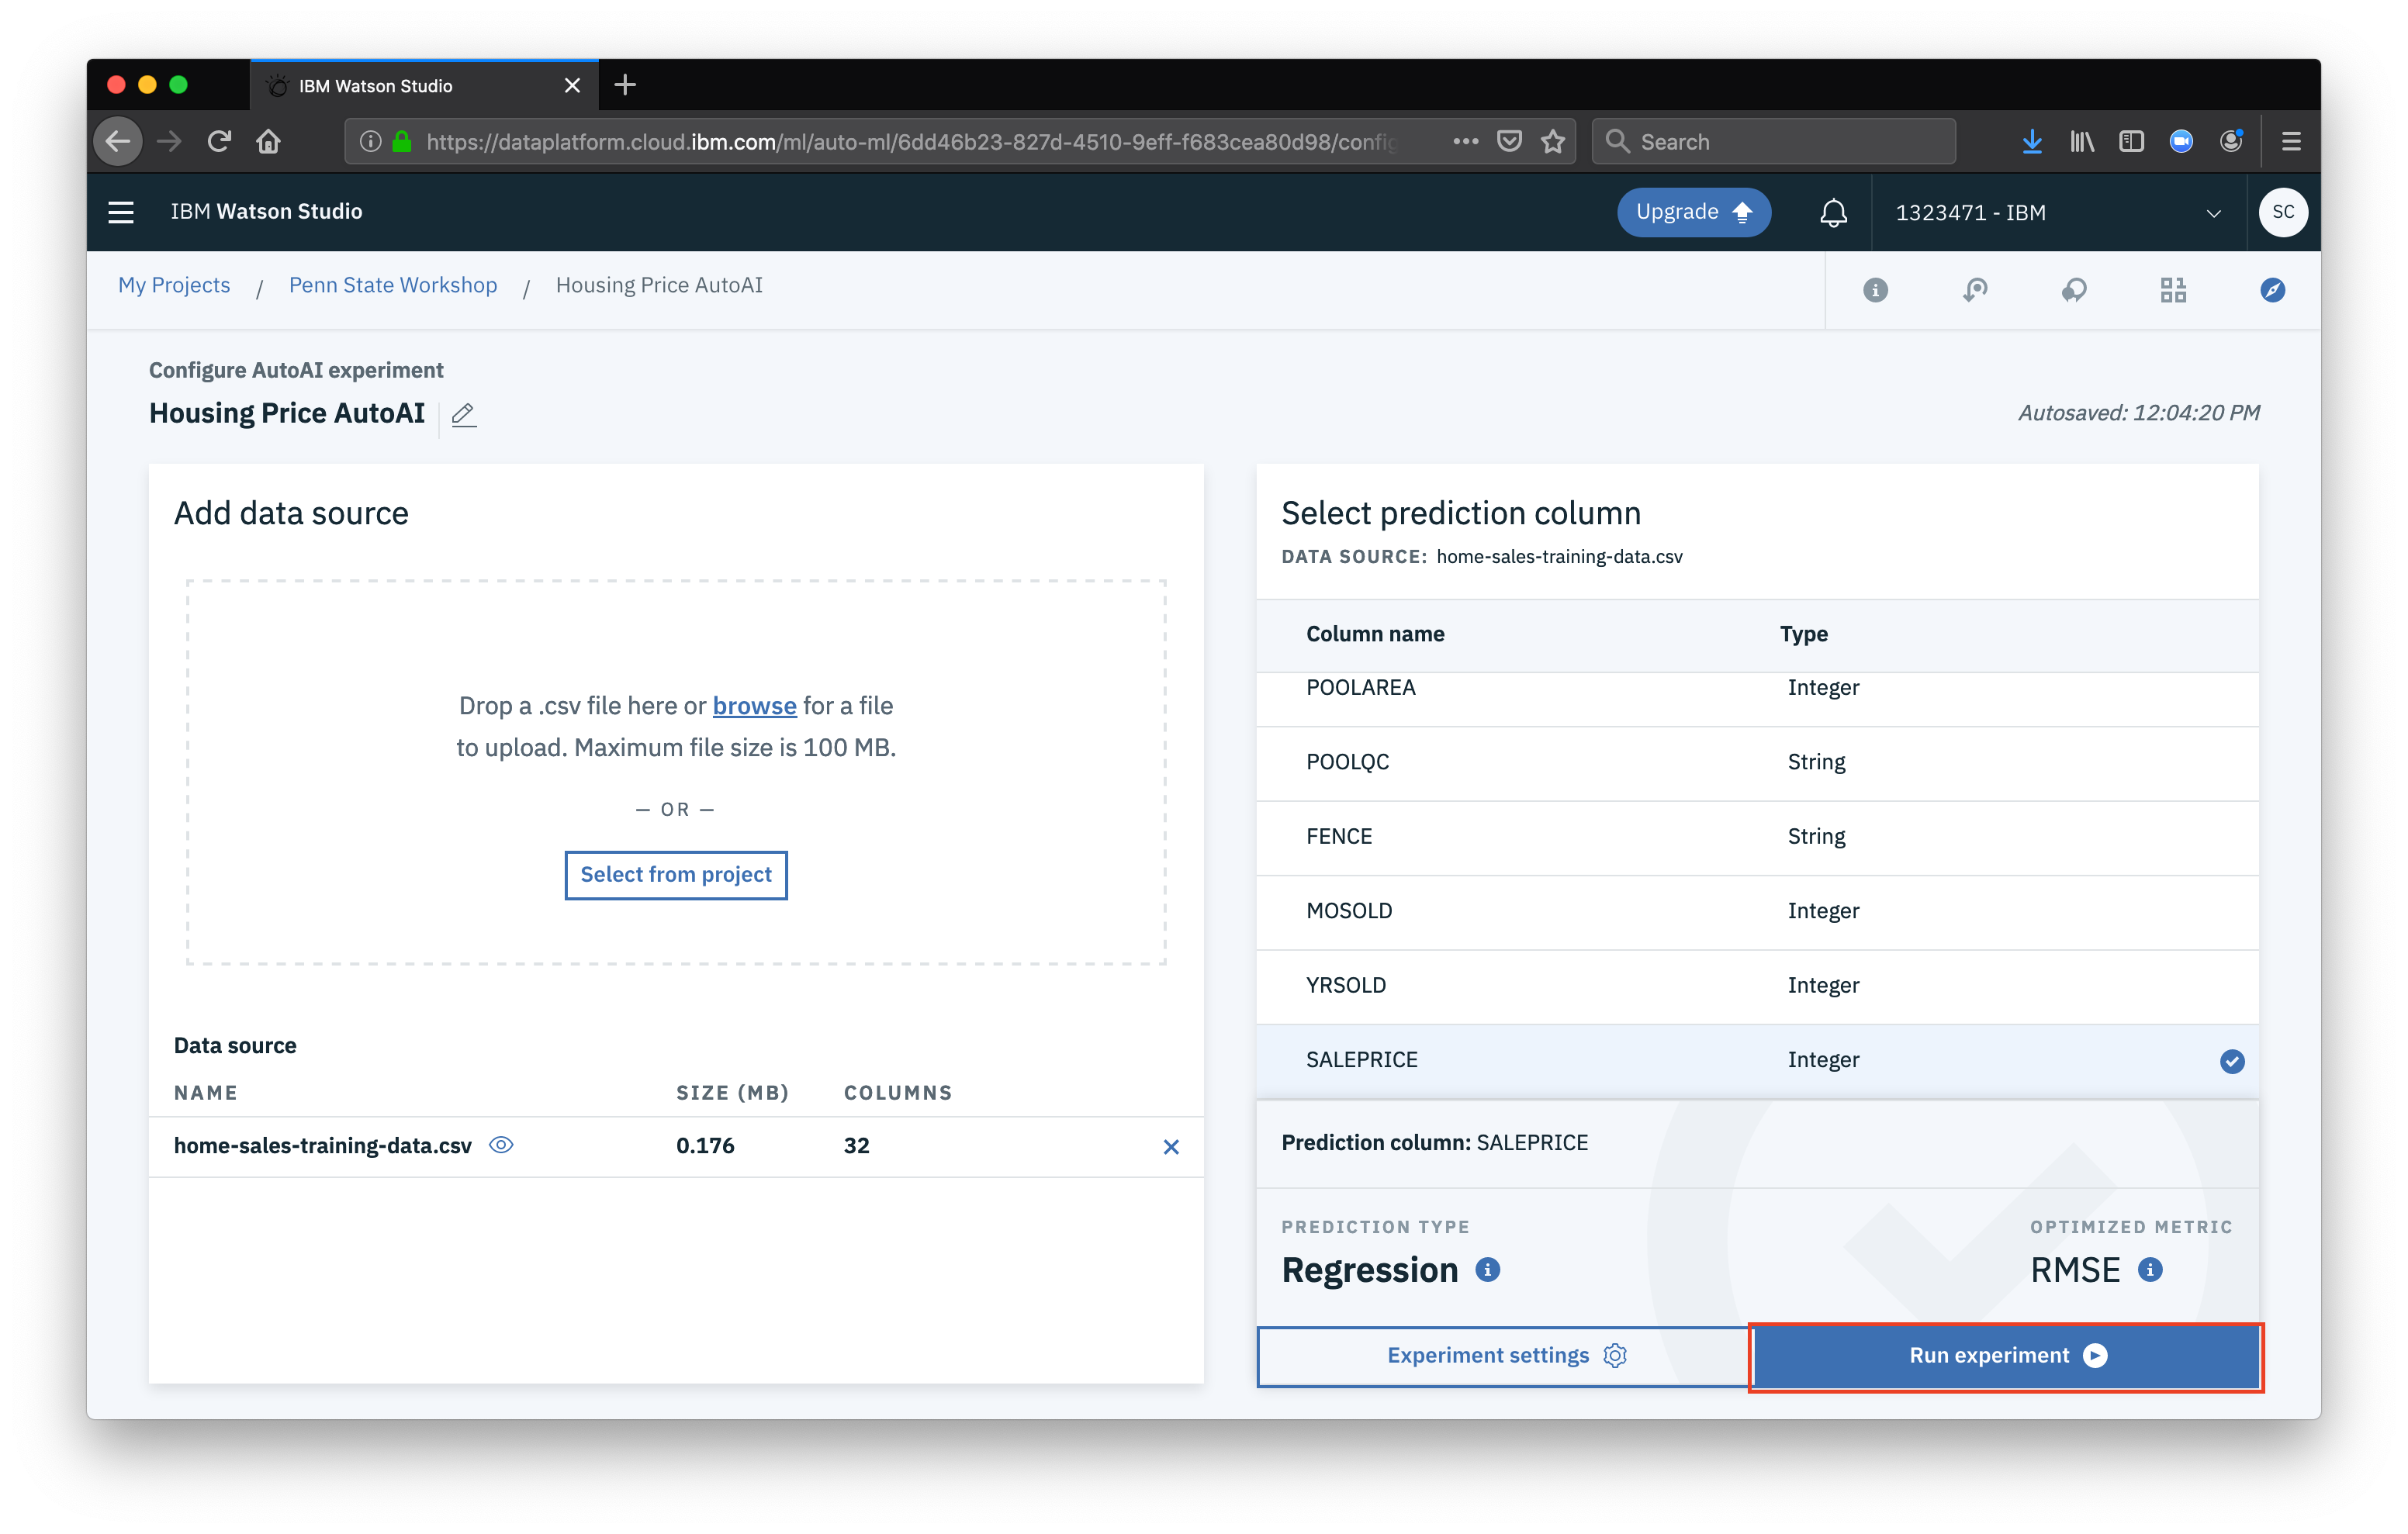 IBM Watson Studio
https://dataplatform.cloud.ibm.com/ml/auto-ml/6dd46b23-827d-4510-9eff-f683cea80d98/config
Search
IBM Watson Studio
Upgrade
1323471 - IBM
SC
My Projects / Penn State Workshop / Housing Price AutoAI
Configure AutoAI experiment
Housing Price AutoAI
Autosaved: 12:04:20 PM
Add data source
Drop a .csv file here or browse for a file
to upload. Maximum file size is 100 MB.
— OR —
Select from project
Data source
NAME SIZE (MB) COLUMNS
home-sales-training-data.csv 0.176 32
Select prediction column
DATA SOURCE: home-sales-training-data.csv
Column name Type
POOLAREA Integer
POOLQC String
FENCE String
MOSOLD Integer
YRSOLD Integer
SALEPRICE Integer
Prediction column: SALEPRICE
PREDICTION TYPE OPTIMIZED METRIC
Regression RMSE
Experiment settings Run experiment